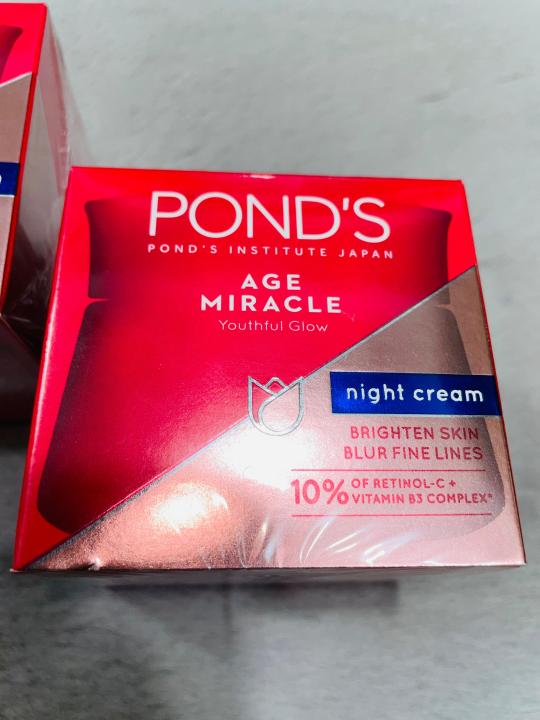 POND'S
POND'S INSTITUTE JAPAN
AGE
MIRACLE
Youthful Glow
night cream
BRIGHTEN SKIN
BLUR FINE LINES
10% OF RETINOL-C +
VITAMIN B3 COMPLEX*